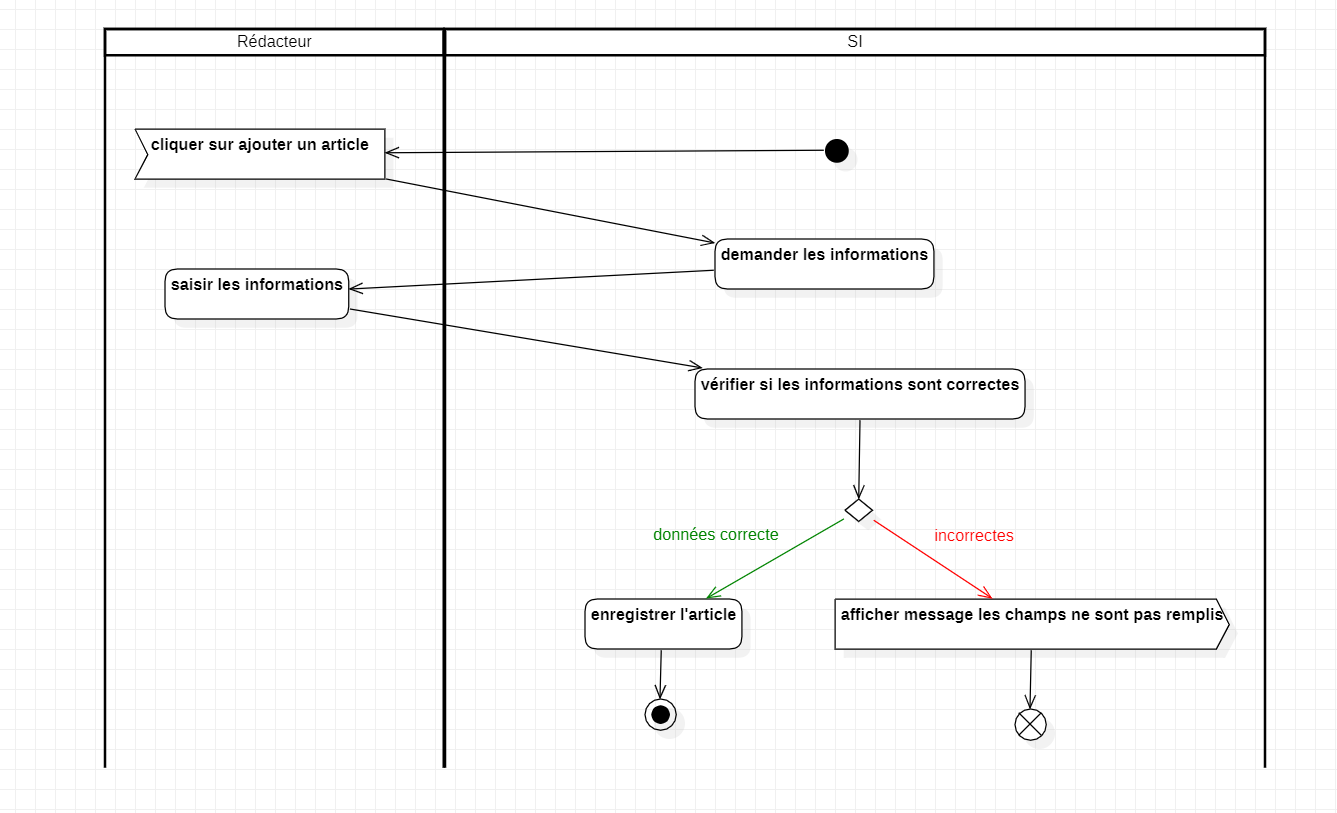 Rédacteur
SI
cliquer sur ajouter un article
demander les informations
saisir les informations
vérifier si les informations sont correctes
données correcte
incorrectes
enregistrer l'article
afficher message les champs ne sont pas remplis